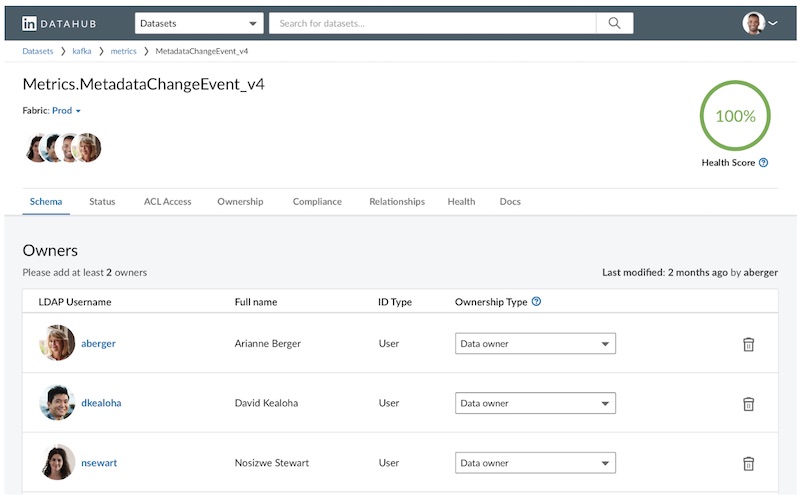 in DATAHUB Datasets Search for datasets...
Datasets > kafka > metrics > MetadataChangeEvent_v4
Metrics.MetadataChangeEvent_v4
Fabric: Prod
100%
Health Score ?
Schema Status ACL Access Ownership Compliance Relationships Health Docs
Owners
Please add at least 2 owners Last modified: 2 months ago by aberger
LDAP Username Full name ID Type Ownership Type ?
aberger Arianne Berger User Data owner
dkealoha David Kealoha User Data owner
nsewart Nosizwe Stewart User Data owner